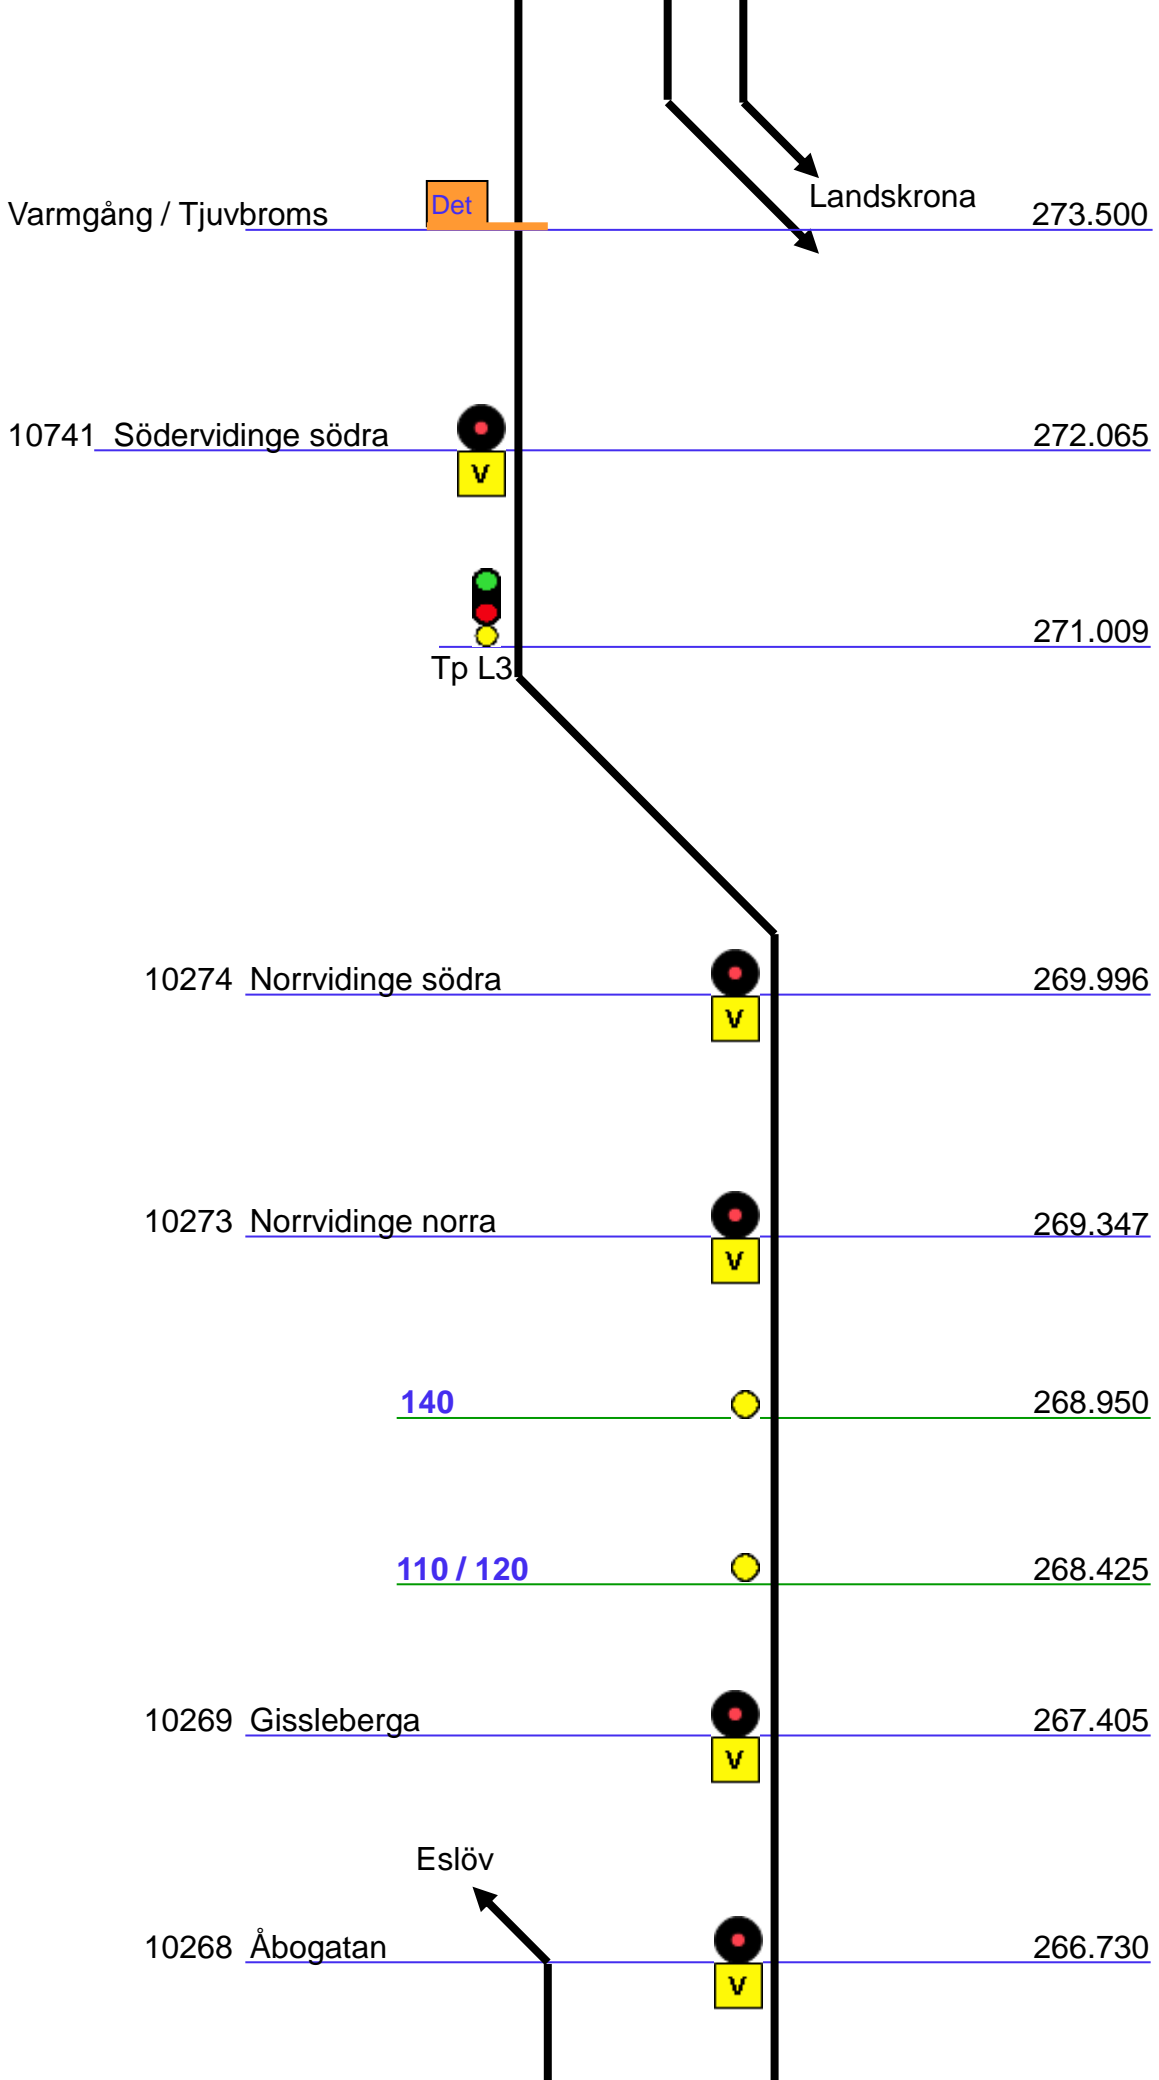 Landskrona
Varmgång / Tjuvbroms Det 273.500
10741 Södervidinge södra 272.065
V
271.009
Tp L3
10274 Norrvidinge södra 269.996
V
10273 Norrvidinge norra 269.347
V
140 268.950
110 / 120 268.425
10269 Gissleberga 267.405
V
Eslöv
10268 Åbogatan 266.730
V